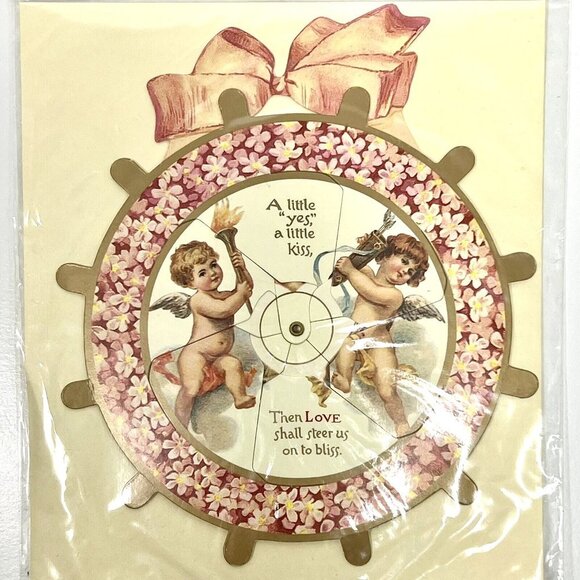 A little
"yes,"
a little
kiss,
Then LOVE
shall steer us
on to bliss.